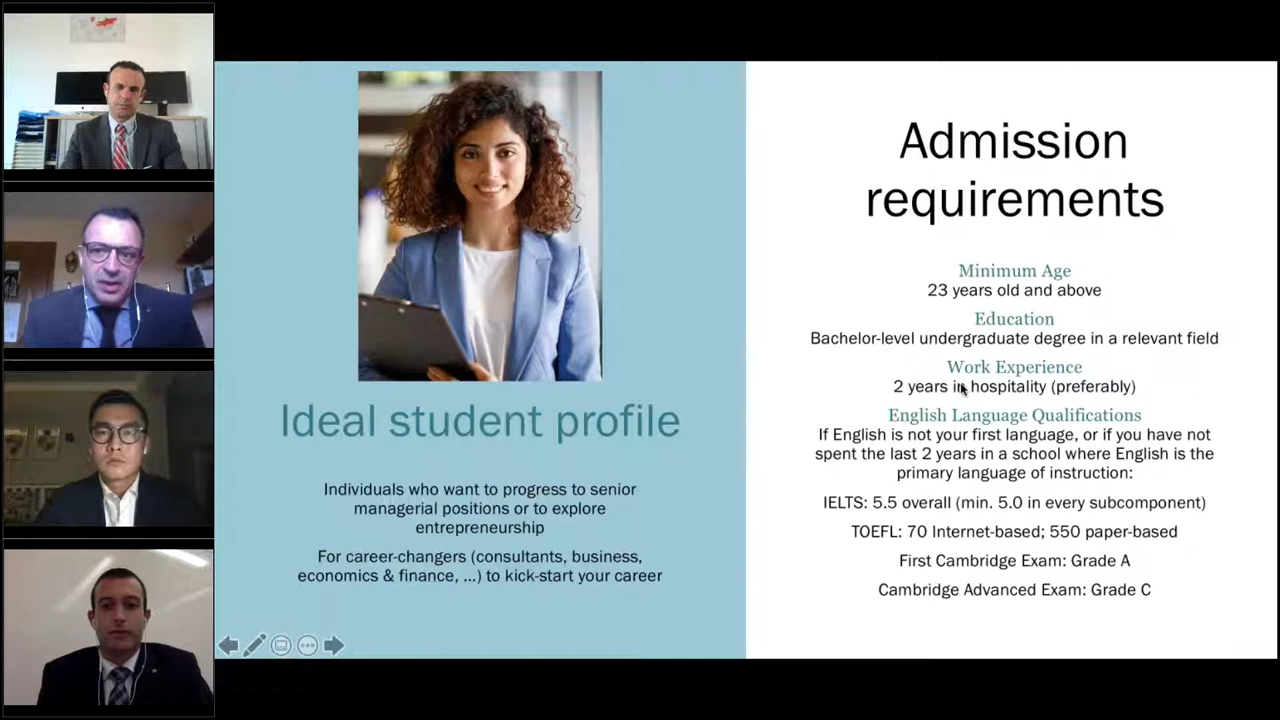 Ideal student profile
Individuals who want to progress to senior
managerial positions or to explore
entrepreneurship
For career-changers (consultants, business,
economics & finance, ...) to kick-start your career
Admission
requirements
Minimum Age
23 years old and above
Education
Bachelor-level undergraduate degree in a relevant field
Work Experience
2 years in hospitality (preferably)
English Language Qualifications
If English is not your first language, or if you have not
spent the last 2 years in a school where English is the
primary language of instruction:
IELTS: 5.5 overall (min. 5.0 in every subcomponent)
TOEFL: 70 Internet-based; 550 paper-based
First Cambridge Exam: Grade A
Cambridge Advanced Exam: Grade C